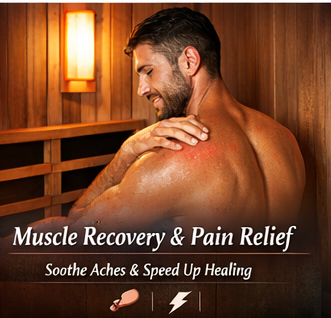 Muscle Recovery & Pain Relief
Soothe Aches & Speed Up Healing